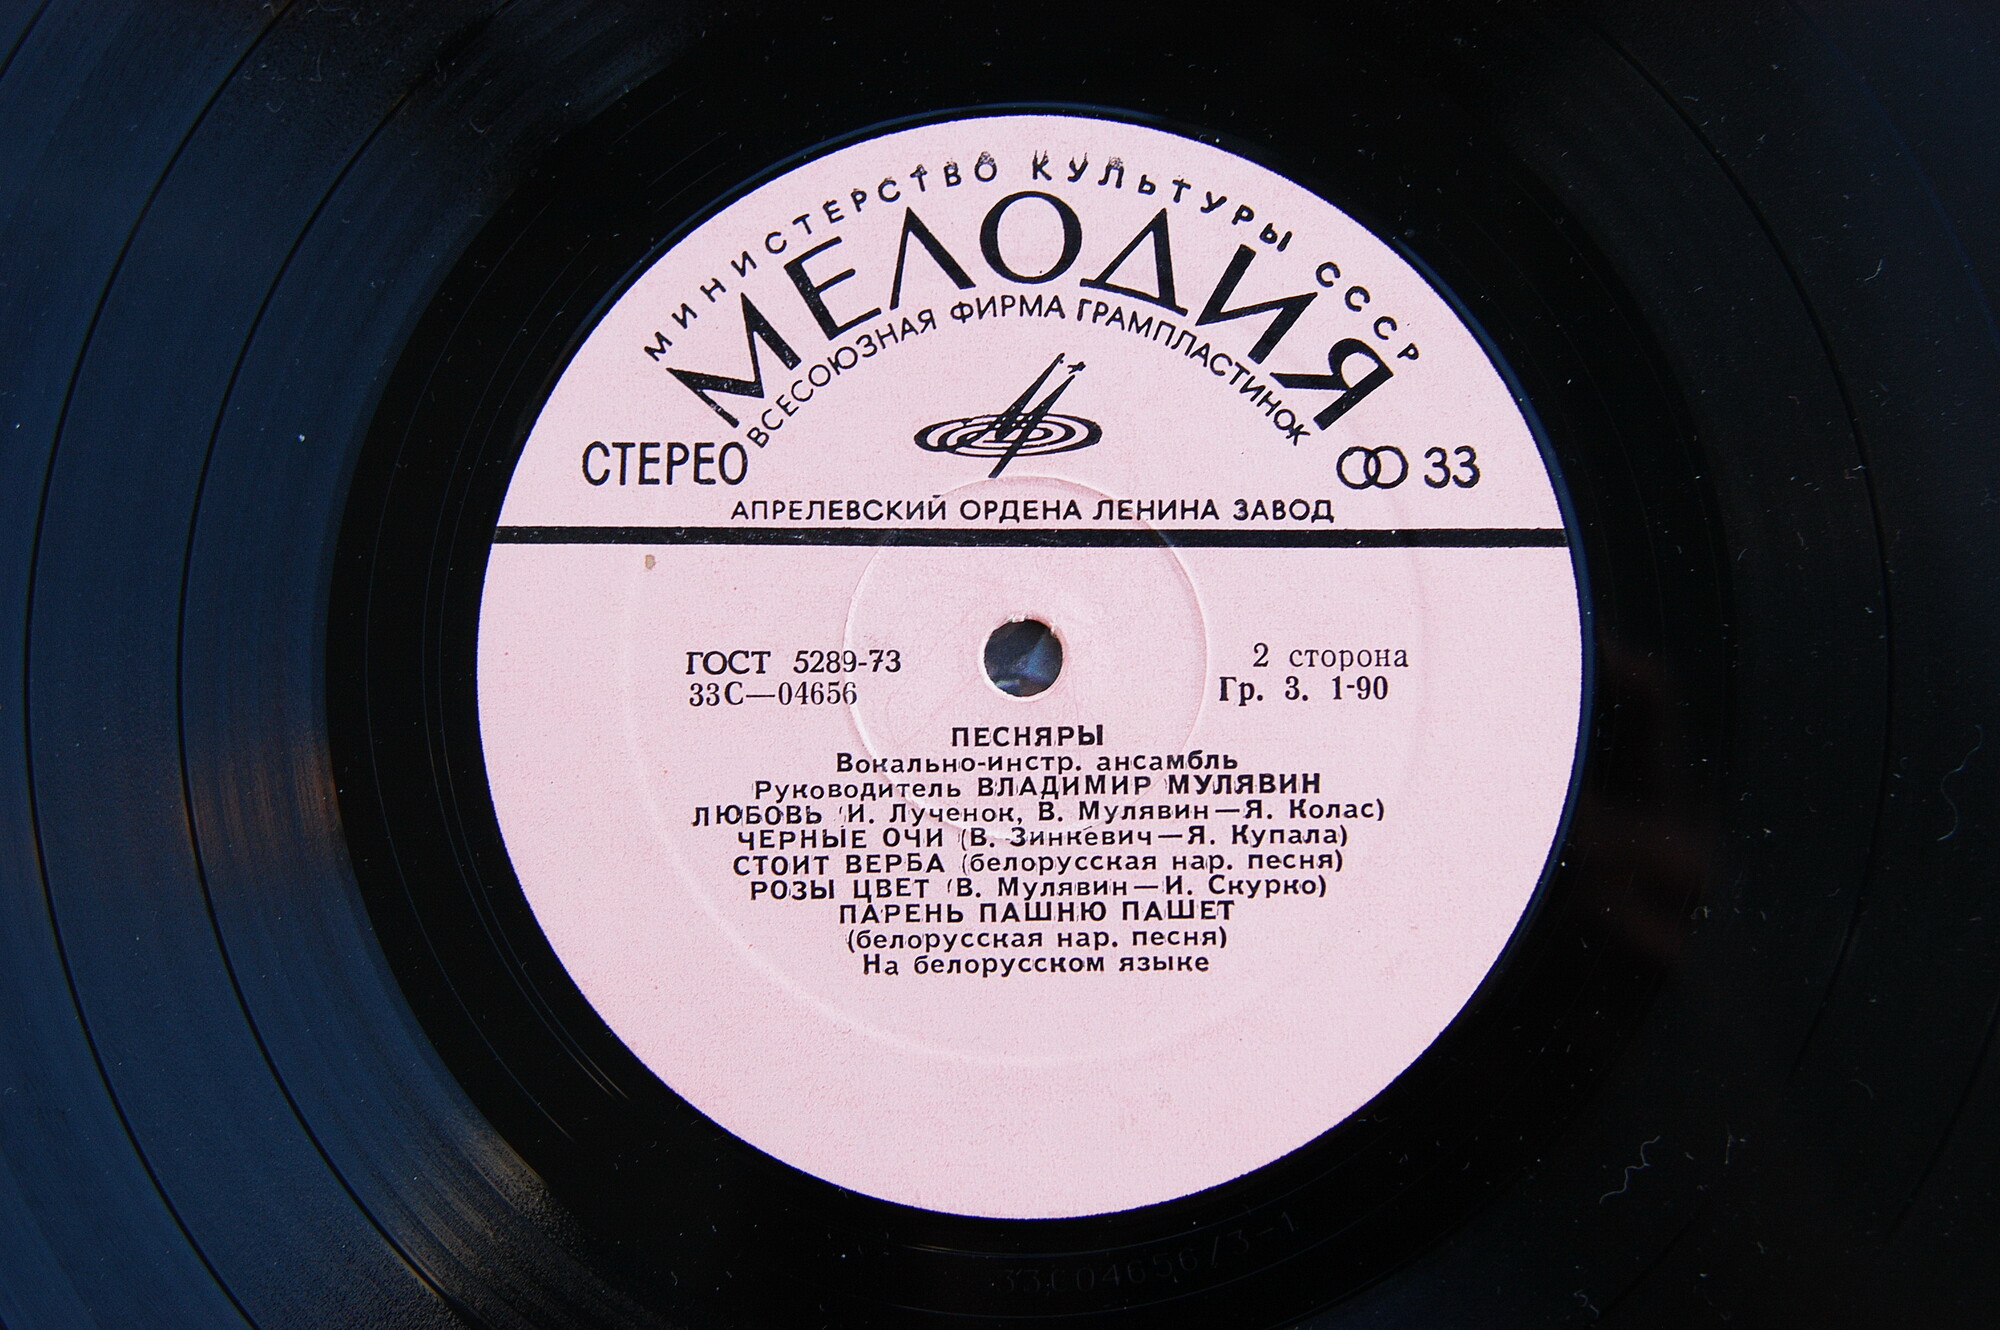 МИНИСТЕРСТВО КУЛЬТУРЫ СССР
МЕЛОДИЯ
ВСЕСОЮЗНАЯ ФИРМА ГРАМПЛАСТИНОК
СТЕРЕО
33
АПРЕЛЕВСКИЙ ОРДЕНА ЛЕНИНА ЗАВОД
ГОСТ 5289-73
33С—04656
2 сторона
Гр. 3. 1-90
ПЕСНЯРЫ
Вокально-инстр. ансамбль
Руководитель ВЛАДИМИР МУЛЯВИН
ЛЮБОВЬ (И. Лученок, В. Мулявин—Я. Колас)
ЧЕРНЫЕ ОЧИ (В. Зинкевич—Я. Купала)
СТОИТ ВЕРБА (белорусская нар. песня)
РОЗЫ ЦВЕТ (В. Мулявин—И. Скурко)
ПАРЕНЬ ПАШНЮ ПАШЕТ
(белорусская нар. песня)
На белорусском языке
33С04656/3-1